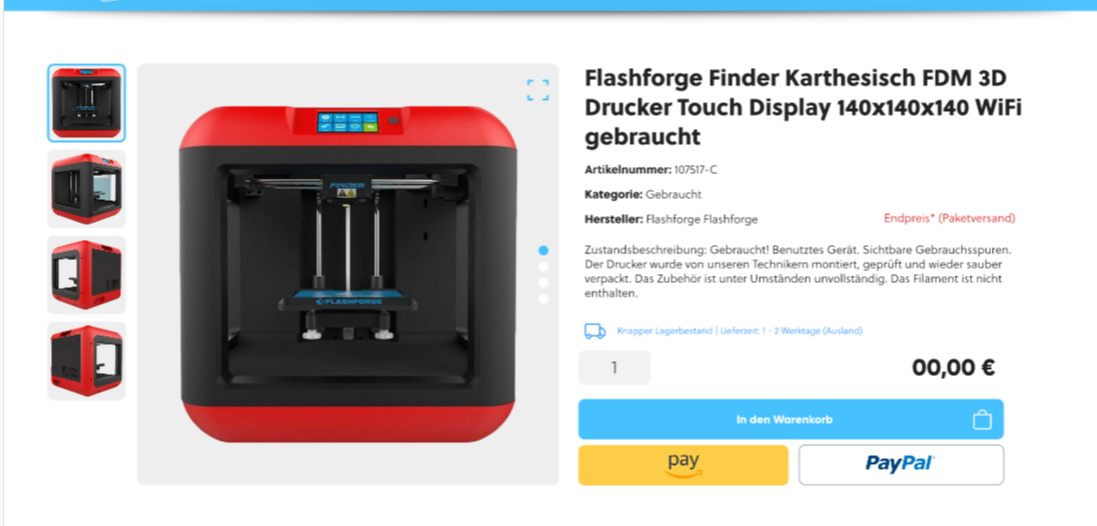 Flashforge Finder Karthesisch FDM 3D
Drucker Touch Display 140x140x140 WiFi
gebraucht
Artikelnummer: 107517-C
Kategorie: Gebraucht
Hersteller: Flashforge Flashforge
Endpreis* (Paketversand)
Zustandsbeschreibung: Gebraucht! Benutztes Gerät. Sichtbare Gebrauchsspuren.
Der Drucker wurde von unseren Technikern montiert, geprüft und wieder sauber
verpackt. Das Zubehör ist unter Umständen unvollständig. Das Filament ist nicht
enthalten.
Knapper Lagerbestand | Lieferzeit: 1 - 2 Werktage (Ausland)
1
00,00 €
In den Warenkorb
pay
PayPal
FINDER
FLASHFORGE